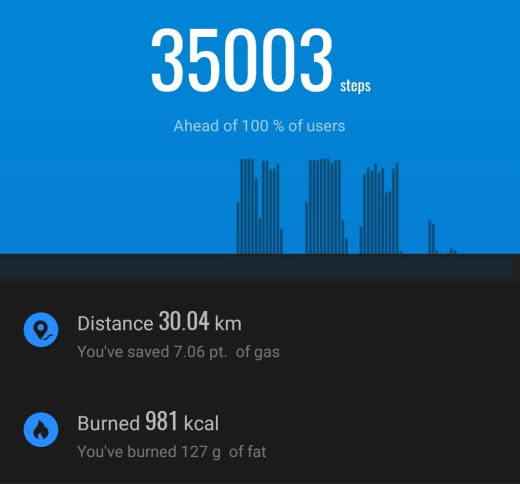 35003 steps
Ahead of 100 % of users
Distance 30.04 km
You've saved 7.06 pt. of gas
Burned 981 kcal
You've burned 127 g of fat